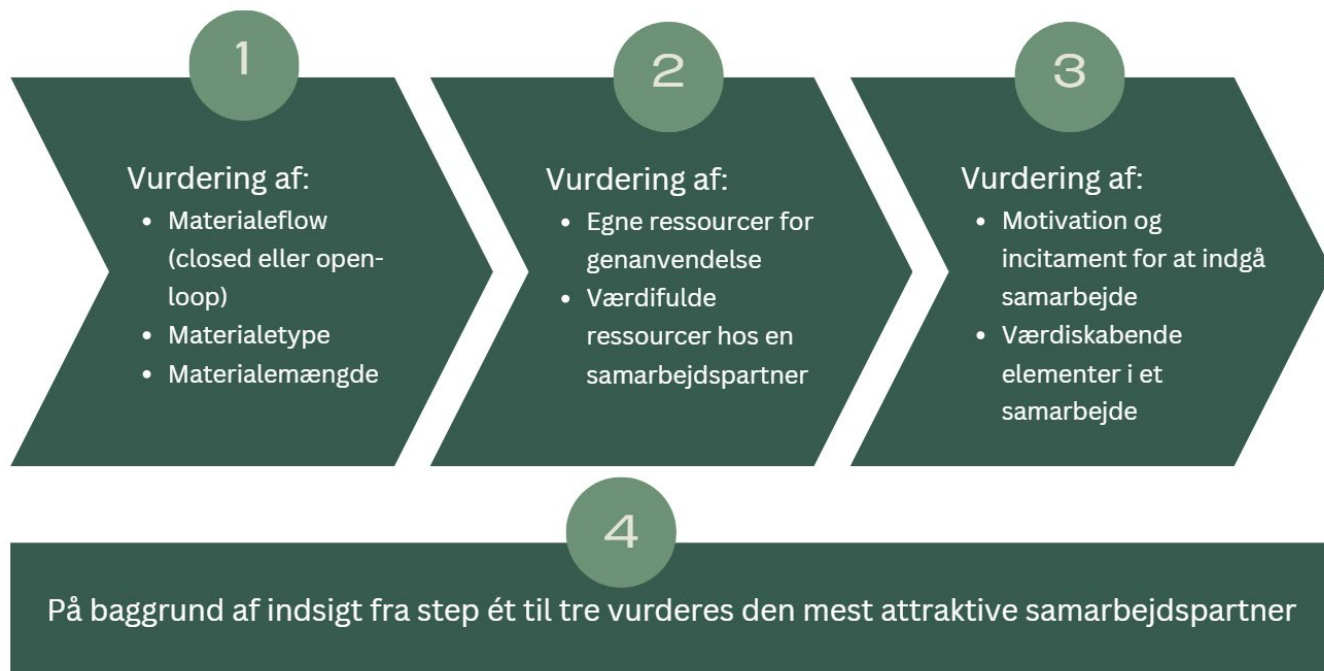 1
Vurdering af:
• Materialeflow
(closed eller open-
loop)
• Materialetype
• Materialemængde
2
Vurdering af:
• Egne ressourcer for
genanvendelse
• Værdifulde
ressourcer hos en
samarbejdspartner
3
Vurdering af:
• Motivation og
incitament for at indgå
samarbejde
• Værdiskabende
elementer i et
samarbejde
4
På baggrund af indsigt fra step ét til tre vurderes den mest attraktive samarbejdspartner